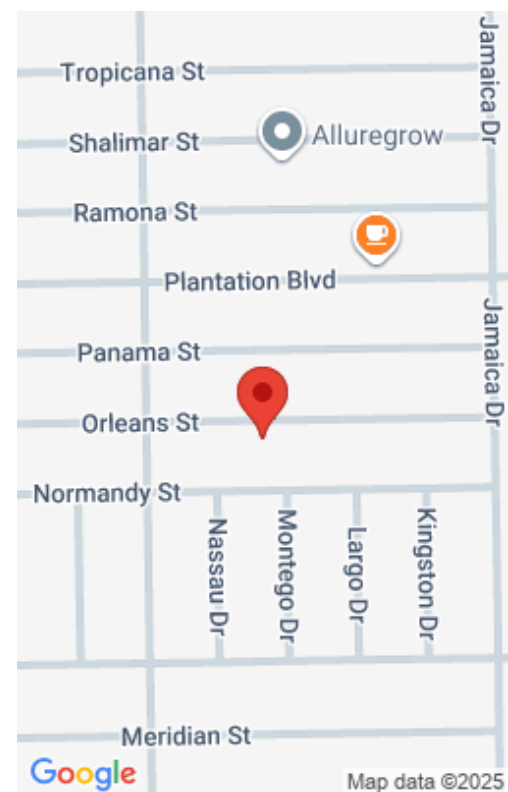 Jamaica Dr
Tropicana St
Shalimar St
Alluregrow
Ramona St
Plantation Blvd
Jamaica Dr
Panama St
Orleans St
Normandy St
Nassau Dr
Montego Dr
Largo Dr
Kingston Dr
Meridian St
Google
Map data ©2025